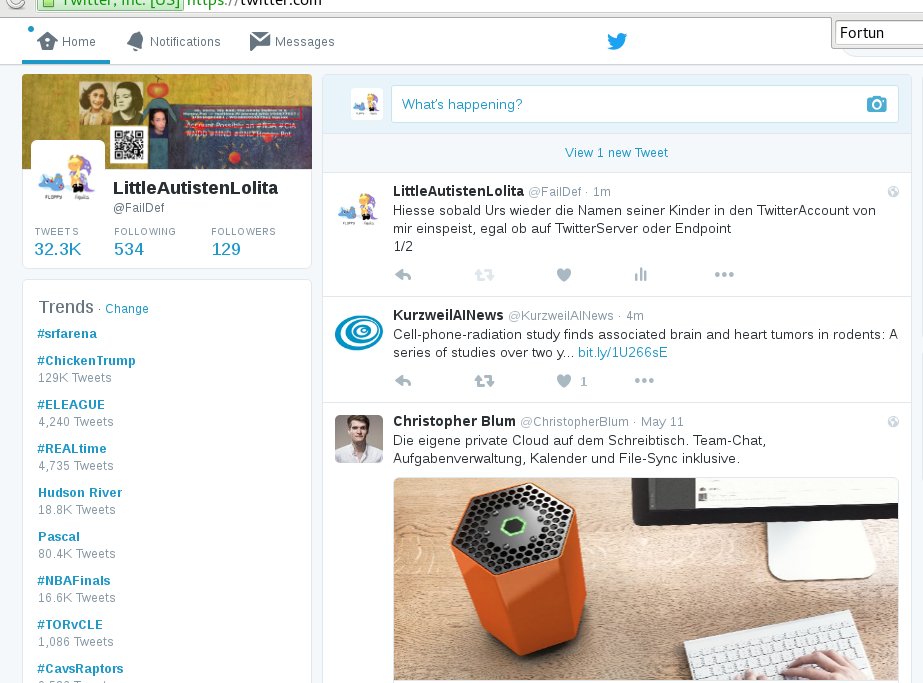 Twitter, Inc. [US] https://twitter.com
Home
Notifications
Messages
Fortun
What's happening?
View 1 new Tweet
LittleAutistenLolita
@FailDef
TWEETS
FOLLOWING
FOLLOWERS
32.3K
534
129
Trends · Change
#srfarena
#ChickenTrump
129K Tweets
#ELEAGUE
4,240 Tweets
#REALtime
4,735 Tweets
Hudson River
18.8K Tweets
Pascal
80.4K Tweets
#NBAFinals
16.6K Tweets
#TORvCLE
1,086 Tweets
#CavsRaptors
LittleAutistenLolita @FailDef · 1m
Hiesse sobald Urs wieder die Namen seiner Kinder in den TwitterAccount von
mir einspeist, egal ob auf TwitterServer oder Endpoint
1/2
KurzweilAINews @KurzweilAINews · 4m
Cell-phone-radiation study finds associated brain and heart tumors in rodents: A
series of studies over two y... bit.ly/1U266sE
1
Christopher Blum @ChristopherBlum · May 11
Die eigene private Cloud auf dem Schreibtisch. Team-Chat,
Aufgabenverwaltung, Kalender und File-Sync inklusive.